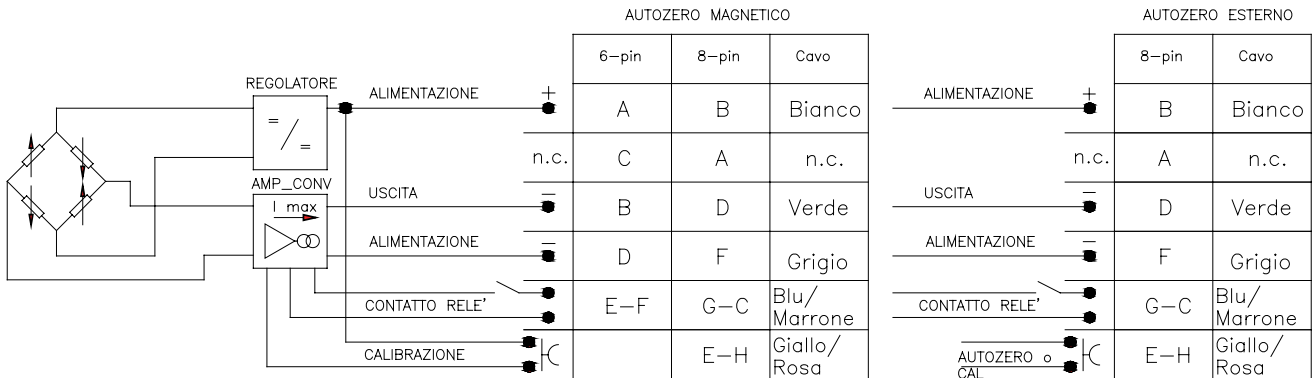 AUTOZERO MAGNETICO
AUTOZERO ESTERNO
6-pin 8-pin Cavo
8-pin Cavo
REGOLATORE
= / =
ALIMENTAZIONE + A B Bianco
ALIMENTAZIONE + B Bianco
n.c. C A n.c.
n.c. A n.c.
AMP_CONV
I max
USCITA – B D Verde
USCITA – D Verde
ALIMENTAZIONE – D F Grigio
ALIMENTAZIONE – F Grigio
CONTATTO RELE' E-F G-C Blu/
Marrone
CONTATTO RELE' G-C Blu/
Marrone
CALIBRAZIONE E-H Giallo/
Rosa
AUTOZERO o
CAL
E-H Giallo/
Rosa